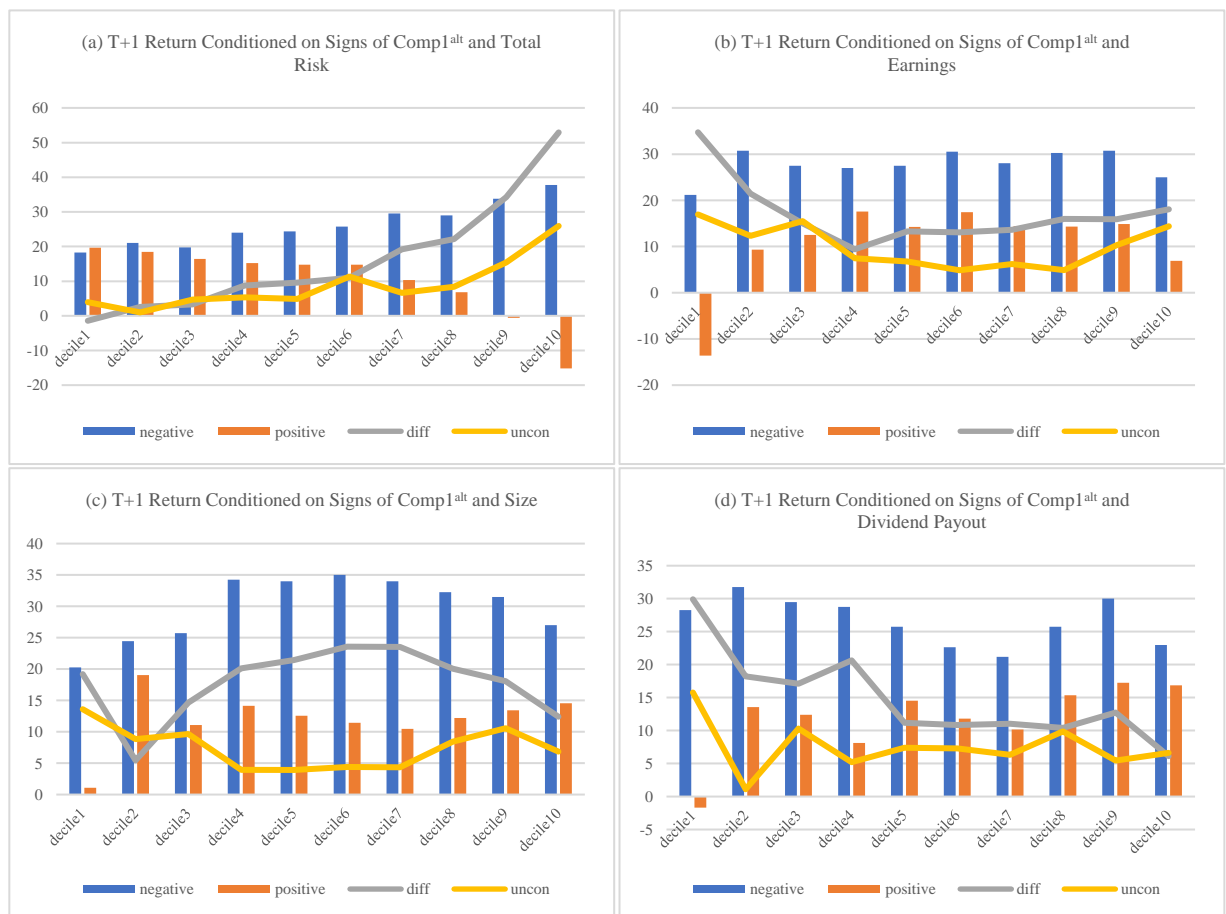 (a) T+1 Return Conditioned on Signs of Comp1alt and Total
Risk
60
50
40
30
20
10
0
-10
-20
decile1
decile2
decile3
decile4
decile5
decile6
decile7
decile8
decile9
decile10
negative positive diff uncon
(b) T+1 Return Conditioned on Signs of Comp1alt and
Earnings
40
30
20
10
0
-10
-20
decile1
decile2
decile3
decile4
decile5
decile6
decile7
decile8
decile9
decile10
negative positive diff uncon
(c) T+1 Return Conditioned on Signs of Comp1alt and Size
40
35
30
25
20
15
10
5
0
decile1
decile2
decile3
decile4
decile5
decile6
decile7
decile8
decile9
decile10
negative positive diff uncon
(d) T+1 Return Conditioned on Signs of Comp1alt and
Dividend Payout
35
30
25
20
15
10
5
0
-5
decile1
decile2
decile3
decile4
decile5
decile6
decile7
decile8
decile9
decile10
negative positive diff uncon